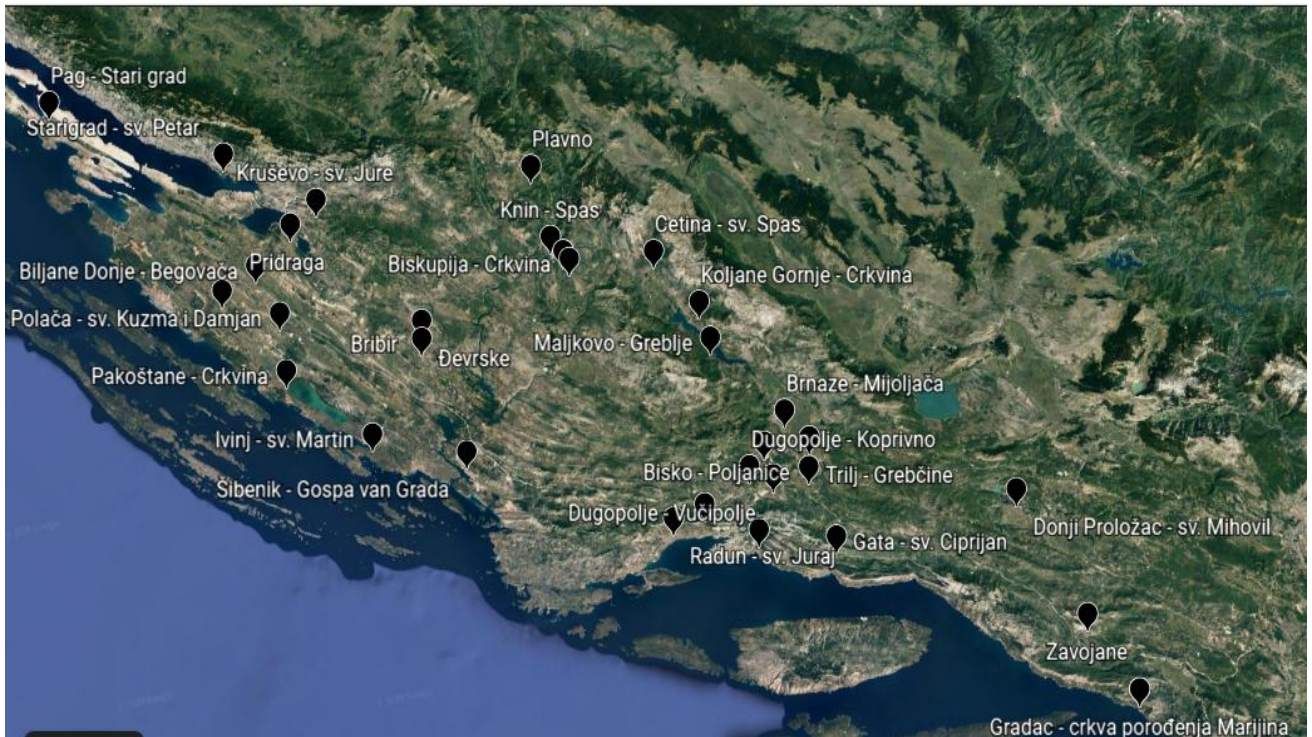 Pag - Stari grad
Starigrad - sv. Petar
Plavno
Kruševo - sv. Jure
Knin - Spas
Cetina - sv. Spas
Pridraga
Biskupija - Crkvina
Biljane Donje - Begovača
Koljane Gornje - Crkvina
Polača - sv. Kuzma i Damjan
Bribir
Đevrske
Maljkovo - Greblje
Pakoštane - Crkvina
Brnaze - Mijoljača
Ivinj - sv. Martin
Dugopolje - Koprivno
Bisko - Poljanice
Trilj - Grebčine
Šibenik - Gospa van Grada
Dugopolje - Vučipolje
Donji Proložac - sv. Mihovil
Radun - sv. Juraj
Gata - sv. Ciprijan
Zavojane
Gradac - crkva porođenja Marijina